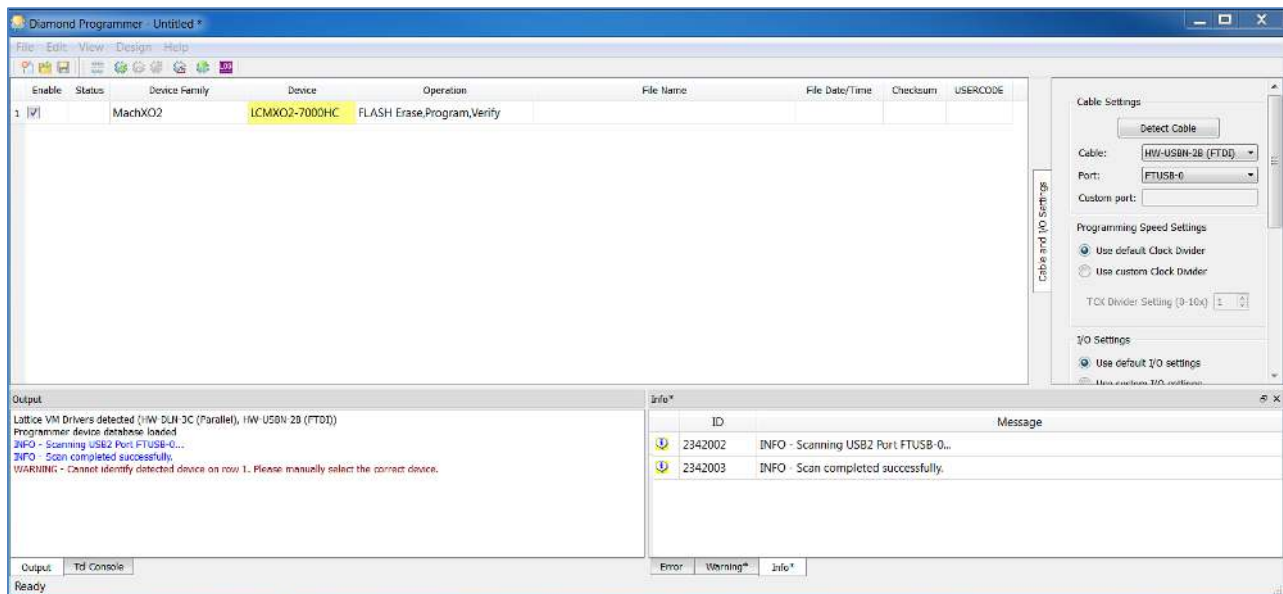 Diamond Programmer - Untitled *
File Edit View Design Help
LOG
Enable Status Device Family Device Operation File Name File Date/Time Checksum USERCODE
1 MachXO2 LCMXO2-7000HC FLASH Erase,Program,Verify
Cable and I/O Settings
Cable Settings
Detect Cable
Cable: HW-USBN-2B (FTDI)
Port: FTUSB-0
Custom port:
Programming Speed Settings
Use default Clock Divider
Use custom Clock Divider
TCK Divider Setting (0-10x) 1
I/O Settings
Use default I/O settings
Use custom I/O settings
Output
Lattice VM Drivers detected (HW-DLN-3C (Parallel), HW-USBN-2B (FTDI))
Programmer device database loaded
INFO - Scanning USB2 Port FTUSB-0...
INFO - Scan completed successfully.
WARNING - Cannot identify detected device on row 1. Please manually select the correct device.
Output Tcl Console
Info*
ID Message
2342002 INFO - Scanning USB2 Port FTUSB-0...
2342003 INFO - Scan completed successfully.
Error Warning* Info*
Ready